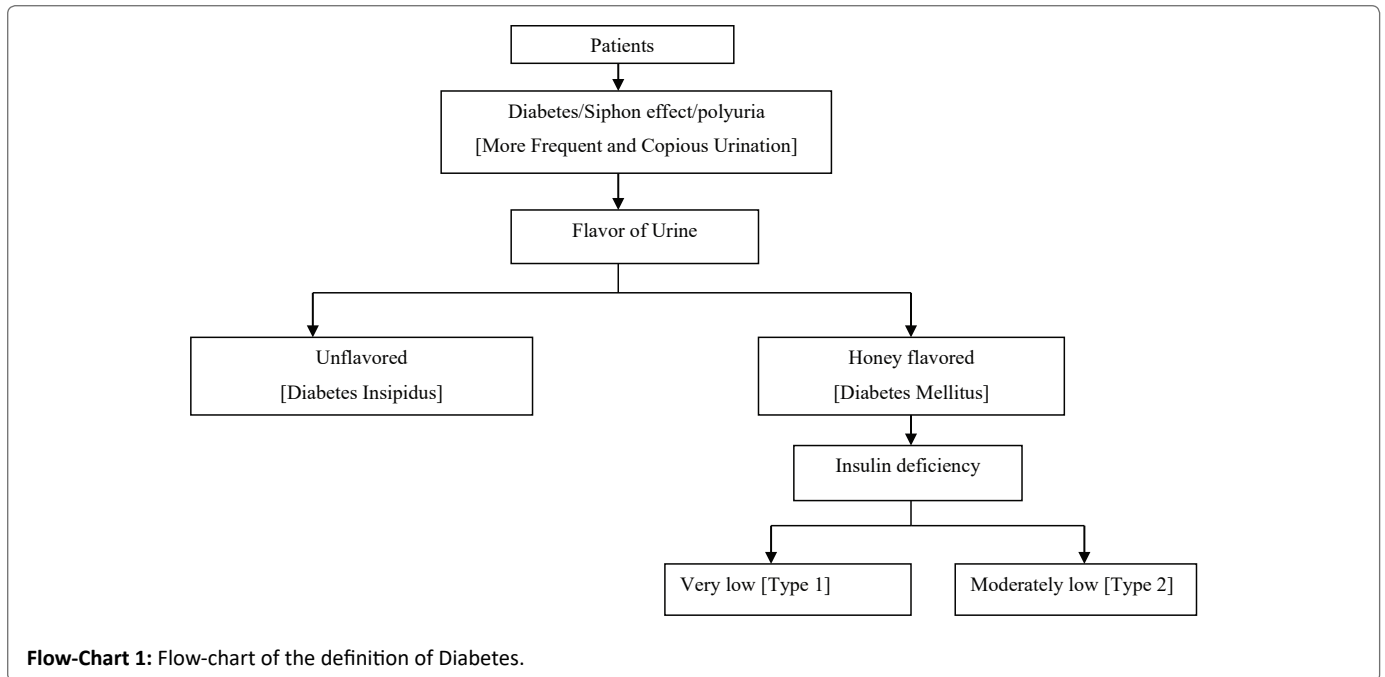 Patients
Diabetes/Siphon effect/polyuria
[More Frequent and Copious Urination]
Flavor of Urine
Unflavored
[Diabetes Insipidus]
Honey flavored
[Diabetes Mellitus]
Insulin deficiency
Very low [Type 1]
Moderately low [Type 2]
Flow-Chart 1: Flow-chart of the definition of Diabetes.